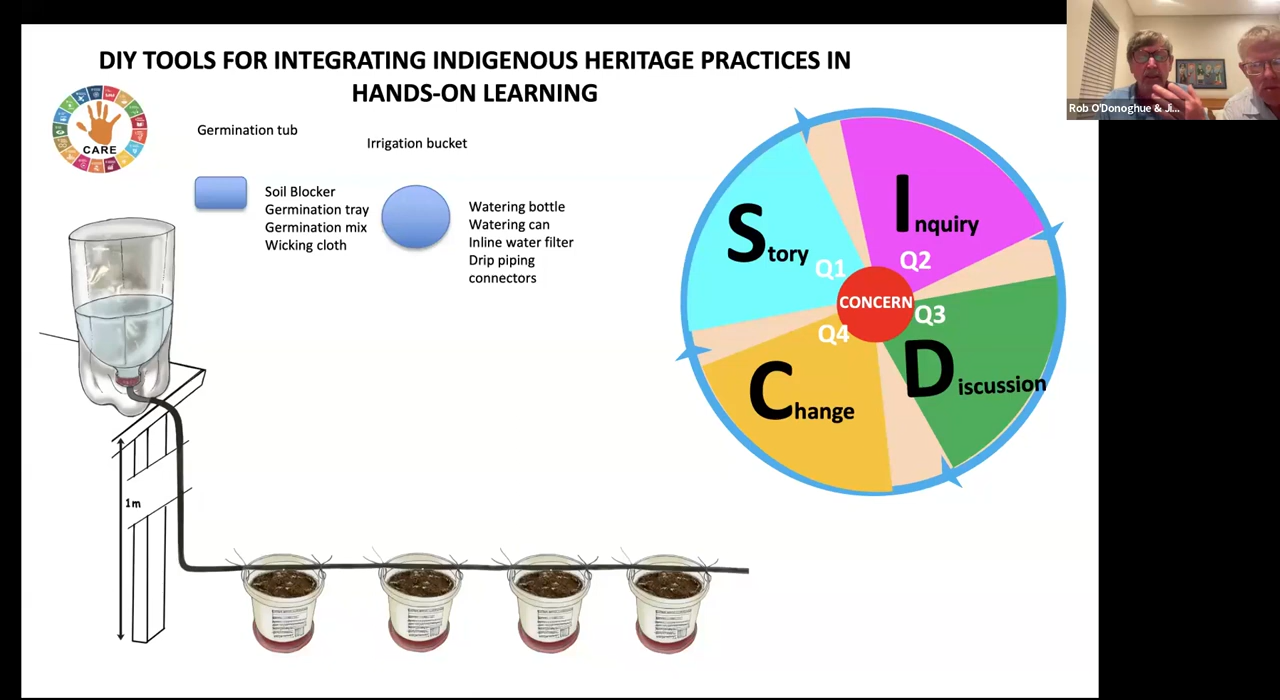 DIY TOOLS FOR INTEGRATING INDIGENOUS HERITAGE PRACTICES IN
HANDS-ON LEARNING
CARE
Germination tub
Soil Blocker
Germination tray
Germination mix
Wicking cloth
Irrigation bucket
Watering bottle
Watering can
Inline water filter
Drip piping
connectors
1m
Story
Q1
Inquiry
Q2
CONCERN
Q3
Discussion
Q4
Change
Rob O'Donoghue & Ji...